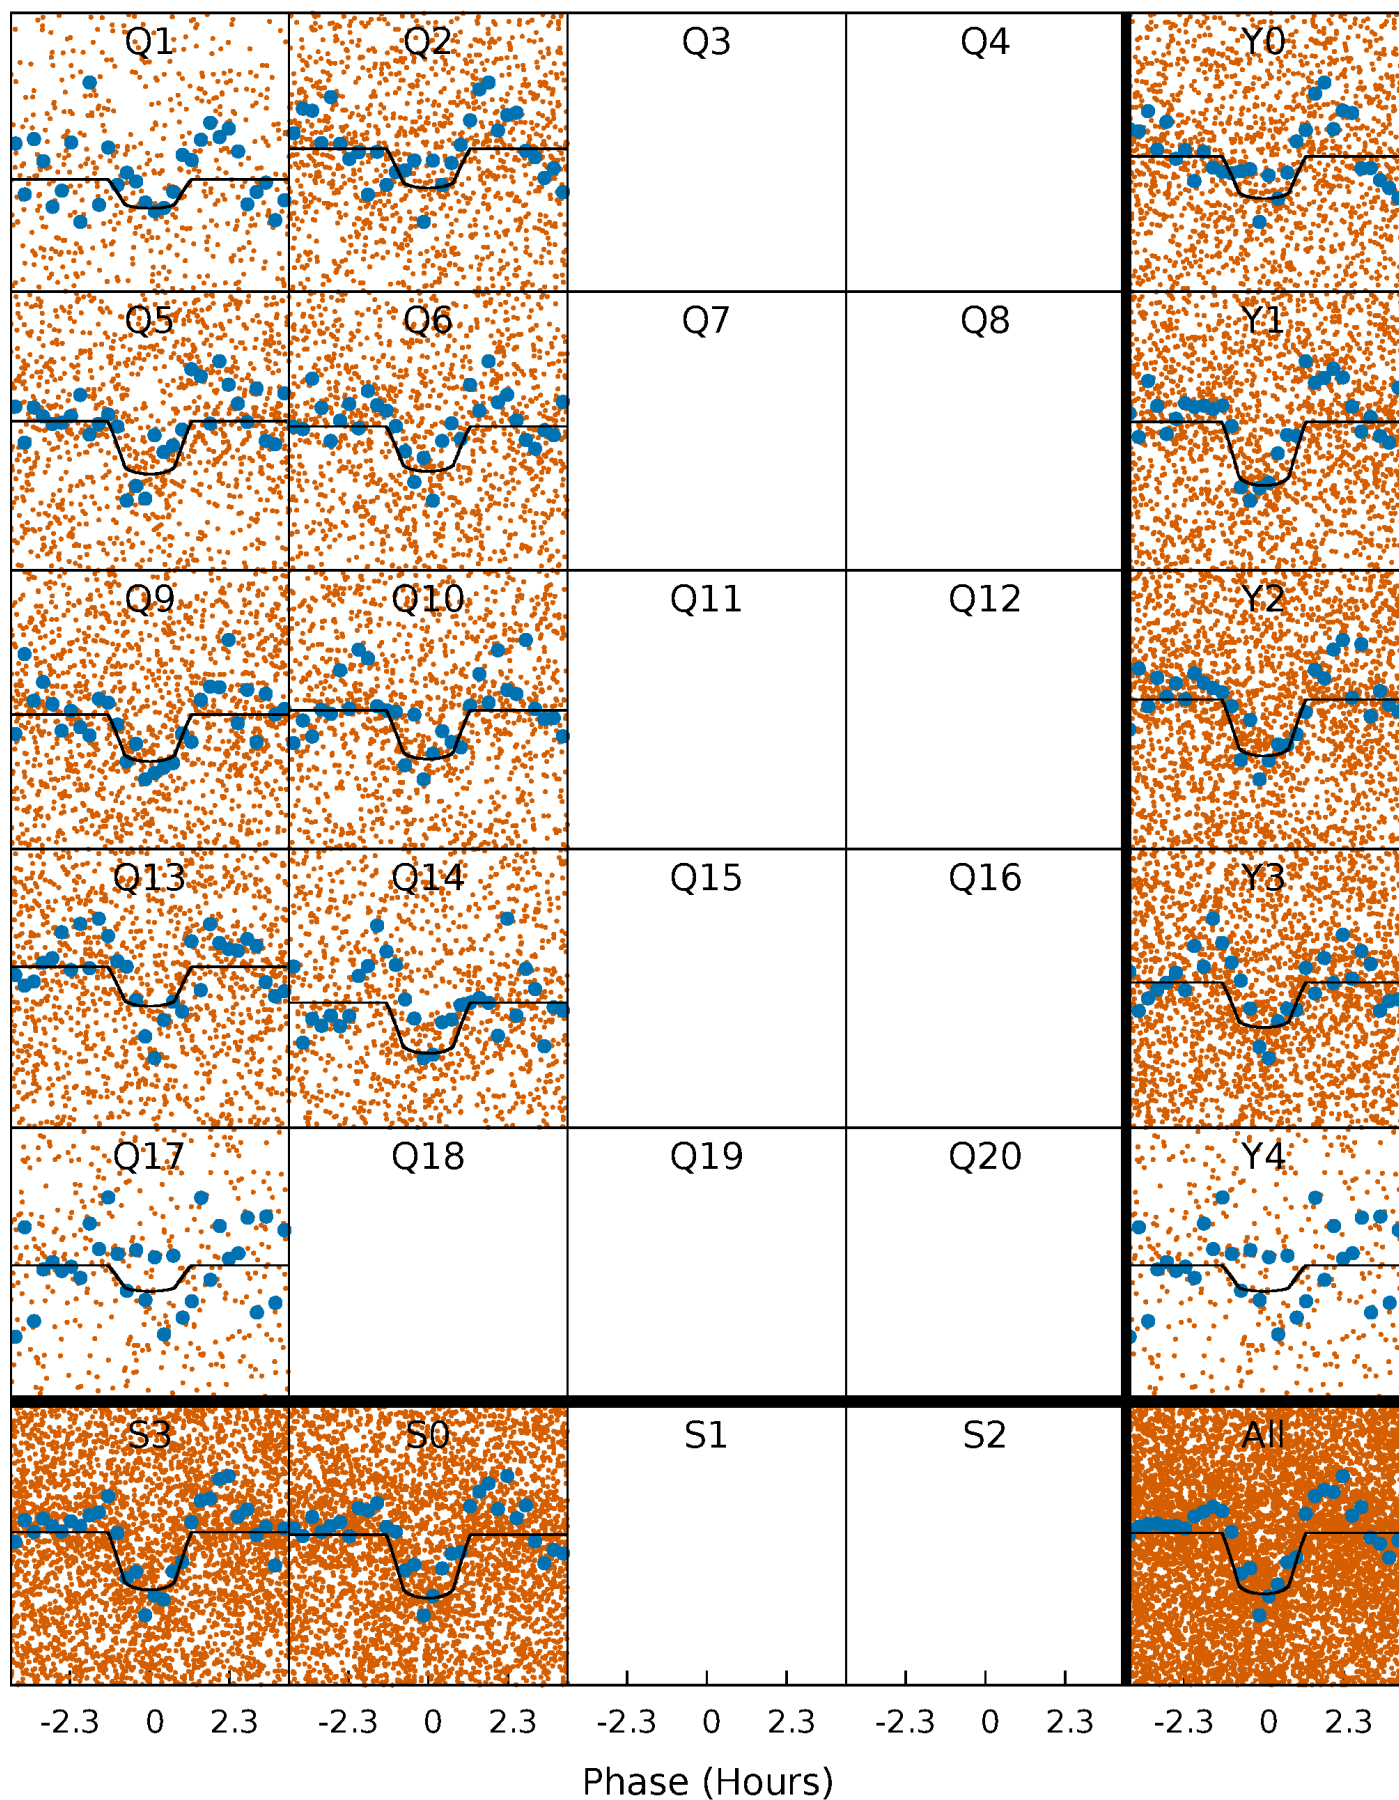 Q1 Q2 Q3 Q4 Y0
Q5 Q6 Q7 Q8 Y1
Q9 Q10 Q11 Q12 Y2
Q13 Q14 Q15 Q16 Y3
Q17 Q18 Q19 Q20 Y4
S3 S0 S1 S2 All
-2.3 0 2.3 -2.3 0 2.3 -2.3 0 2.3 -2.3 0 2.3 -2.3 0 2.3
Phase (Hours)